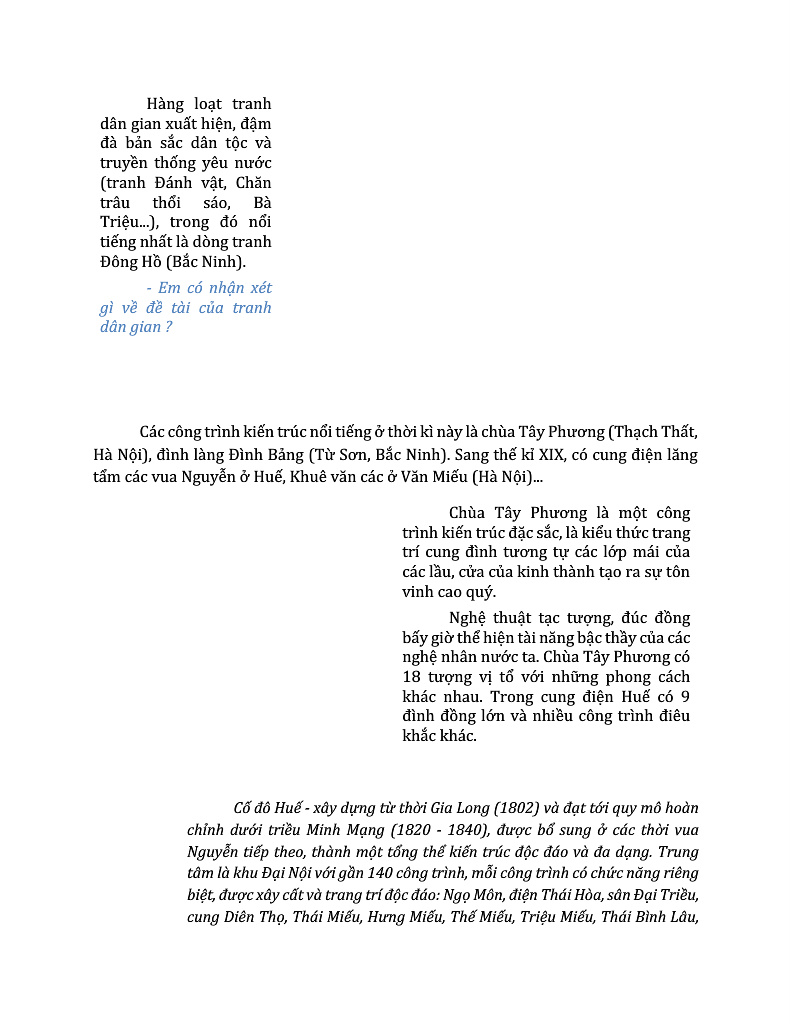 Hàng loạt tranh
dân gian xuất hiện, đậm
đà bản sắc dân tộc và
truyền thống yêu nước
(tranh Đánh vật, Chăn
trâu thổi sáo, Bà
Triệu...), trong đó nổi
tiếng nhất là dòng tranh
Đông Hồ (Bắc Ninh).
- Em có nhận xét
gì về đề tài của tranh
dân gian ?
Các công trình kiến trúc nổi tiếng ở thời kì này là chùa Tây Phương (Thạch Thất,
Hà Nội), đình làng Đình Bảng (Từ Sơn, Bắc Ninh). Sang thế kỉ XIX, có cung điện lăng
tẩm các vua Nguyễn ở Huế, Khuê văn các ở Văn Miếu (Hà Nội)...
Chùa Tây Phương là một công
trình kiến trúc đặc sắc, là kiểu thức trang
trí cung đình tương tự các lớp mái của
các lầu, cửa của kinh thành tạo ra sự tôn
vinh cao quý.
Nghệ thuật tạc tượng, đúc đồng
bấy giờ thể hiện tài năng bậc thầy của các
nghệ nhân nước ta. Chùa Tây Phương có
18 tượng vị tổ với những phong cách
khác nhau. Trong cung điện Huế có 9
đình đồng lớn và nhiều công trình điêu
khắc khác.
Cố đô Huế - xây dựng từ thời Gia Long (1802) và đạt tới quy mô hoàn
chỉnh dưới triều Minh Mạng (1820 - 1840), được bổ sung ở các thời vua
Nguyễn tiếp theo, thành một tổng thể kiến trúc độc đáo và đa dạng. Trung
tâm là khu Đại Nội với gần 140 công trình, mỗi công trình có chức năng riêng
biệt, được xây cất và trang trí độc đáo: Ngọ Môn, điện Thái Hòa, sân Đại Triều,
cung Diên Thọ, Thái Miếu, Hưng Miếu, Thế Miếu, Triệu Miếu, Thái Bình Lâu,